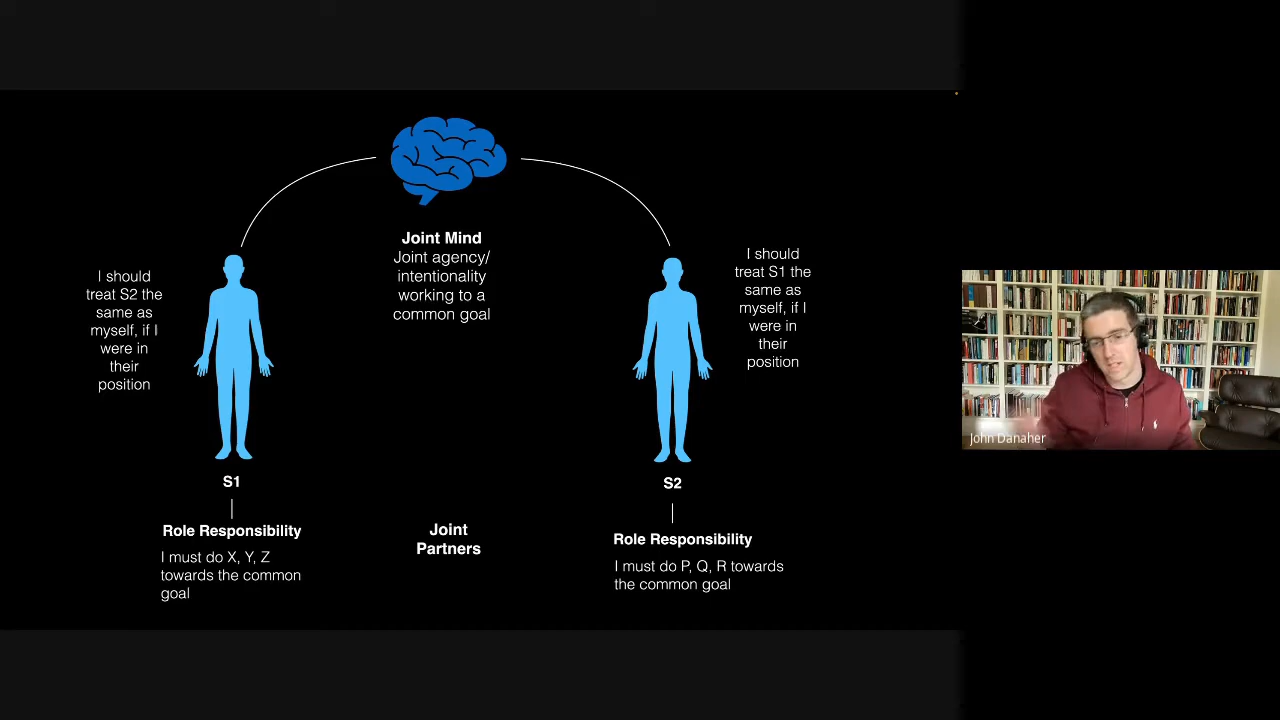 Joint Mind
Joint agency/
intentionality
working to a
common goal
I should
treat S2 the
same as
myself, if I
were in
their
position
I should
treat S1 the
same as
myself, if I
were in
their
position
S1
S2
Role Responsibility
I must do X, Y, Z
towards the common
goal
Joint
Partners
Role Responsibility
I must do P, Q, R towards
the common goal
John Danaher